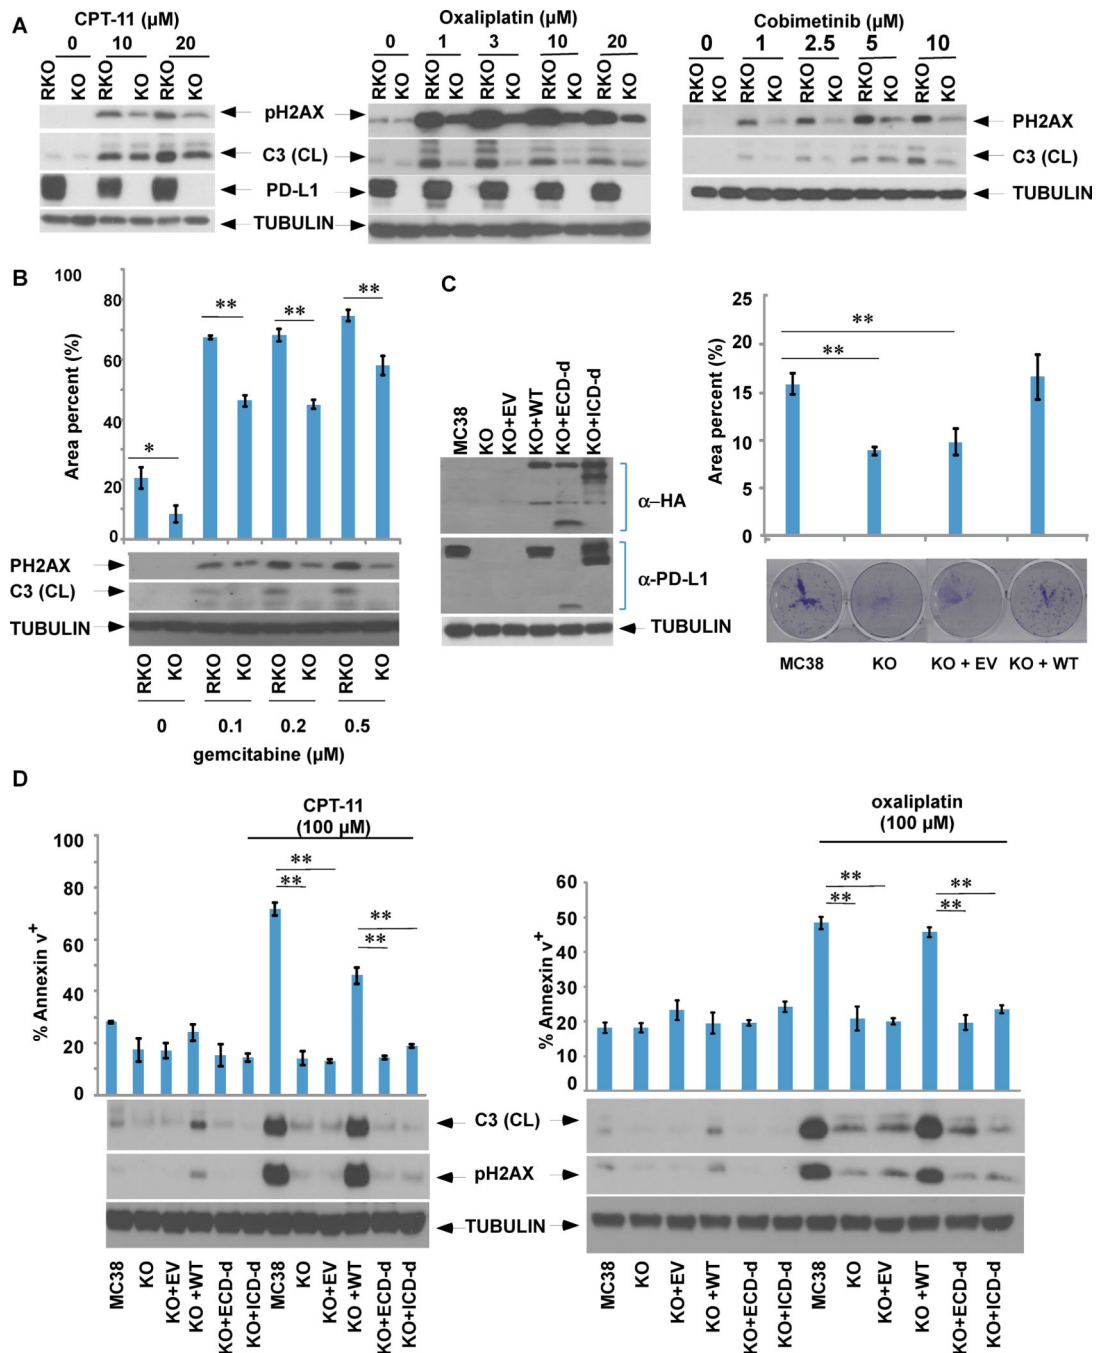 A
CPT-11 (µM)
0 10 20
RKO KO RKO KO RKO KO
Oxaliplatin (µM)
0 1 3 10 20
RKO KO RKO KO RKO KO RKO KO RKO KO
Cobimetinib (µM)
0 1 2.5 5 10
RKO KO RKO KO RKO KO RKO KO RKO KO
pH2AX
C3 (CL)
PD-L1
TUBULIN
PH2AX
C3 (CL)
TUBULIN
B
Area percent (%)
100
80
60
40
20
0
*
**
**
**
PH2AX
C3 (CL)
TUBULIN
RKO KO RKO KO RKO KO RKO KO
0 0.1 0.2 0.5
gemcitabine (µM)
C
MC38 KO KO+EV KO+WT KO+ECD-d KO+ICD-d
α–HA
α-PD-L1
TUBULIN
Area percent (%)
25
20
15
10
5
0
**
**
MC38 KO KO + EV KO + WT
D
CPT-11
(100 µM)
% Annexin v+
100
80
60
40
20
0
**
**
**
**
oxaliplatin
(100 µM)
% Annexin v+
60
50
40
30
20
10
0
**
**
**
**
C3 (CL)
pH2AX
TUBULIN
MC38 KO KO+EV KO +WT KO+ECD-d KO+ICD-d MC38 KO KO+EV KO +WT KO+ECD-d KO+ICD-d
MC38 KO KO+EV KO +WT KO+ECD-d KO+ICD-d MC38 KO KO+EV KO +WT KO+ECD-d KO+ICD-d